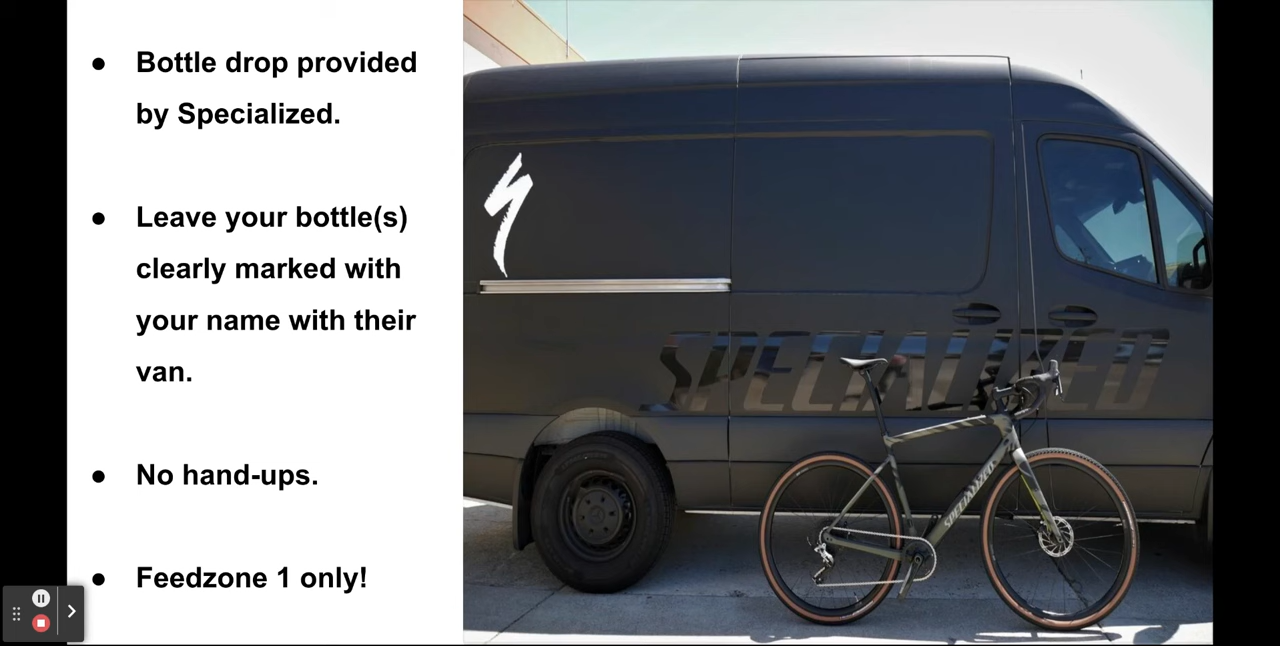 ● Bottle drop provided
by Specialized.
● Leave your bottle(s)
clearly marked with
your name with their
van.
● No hand-ups.
● Feedzone 1 only!
SPECIALIZED
SPECIALIZED